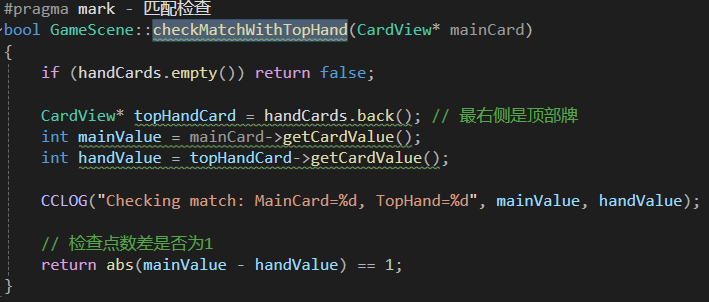 #pragma mark - 匹配检查
bool GameScene::checkMatchWithTopHand(CardView* mainCard)
{
if (handCards.empty()) return false;
CardView* topHandCard = handCards.back(); // 最右侧是顶部牌
int mainValue = mainCard->getCardValue();
int handValue = topHandCard->getCardValue();
CCLOG("Checking match: MainCard=%d, TopHand=%d", mainValue, handValue);
// 检查点数差是否为1
return abs(mainValue - handValue) == 1;
}